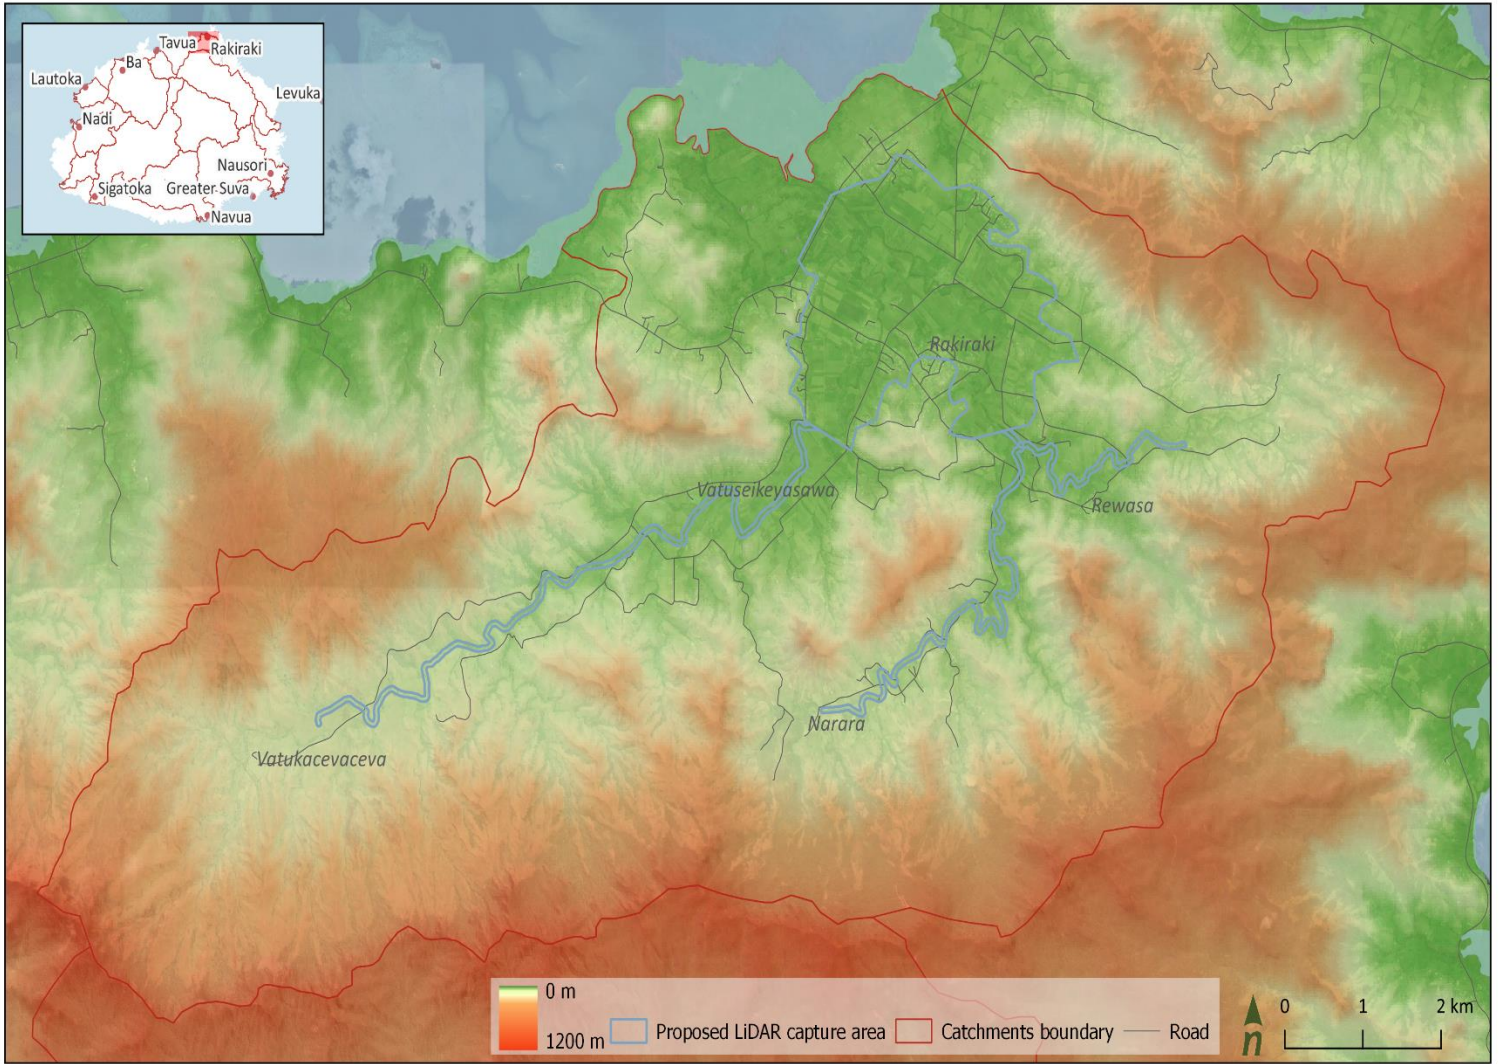 Tavua
Rakiraki
Ba
Lautoka
Levuka
Nadi
Nausori
Sigatoka
Greater Suva
Navua
Rakiraki
Vatuseikeyasawa
Rewasa
Narara
Vatukacevaceva
0 m
1200 m
Proposed LiDAR capture area
Catchments boundary
Road
n
0 1 2 km